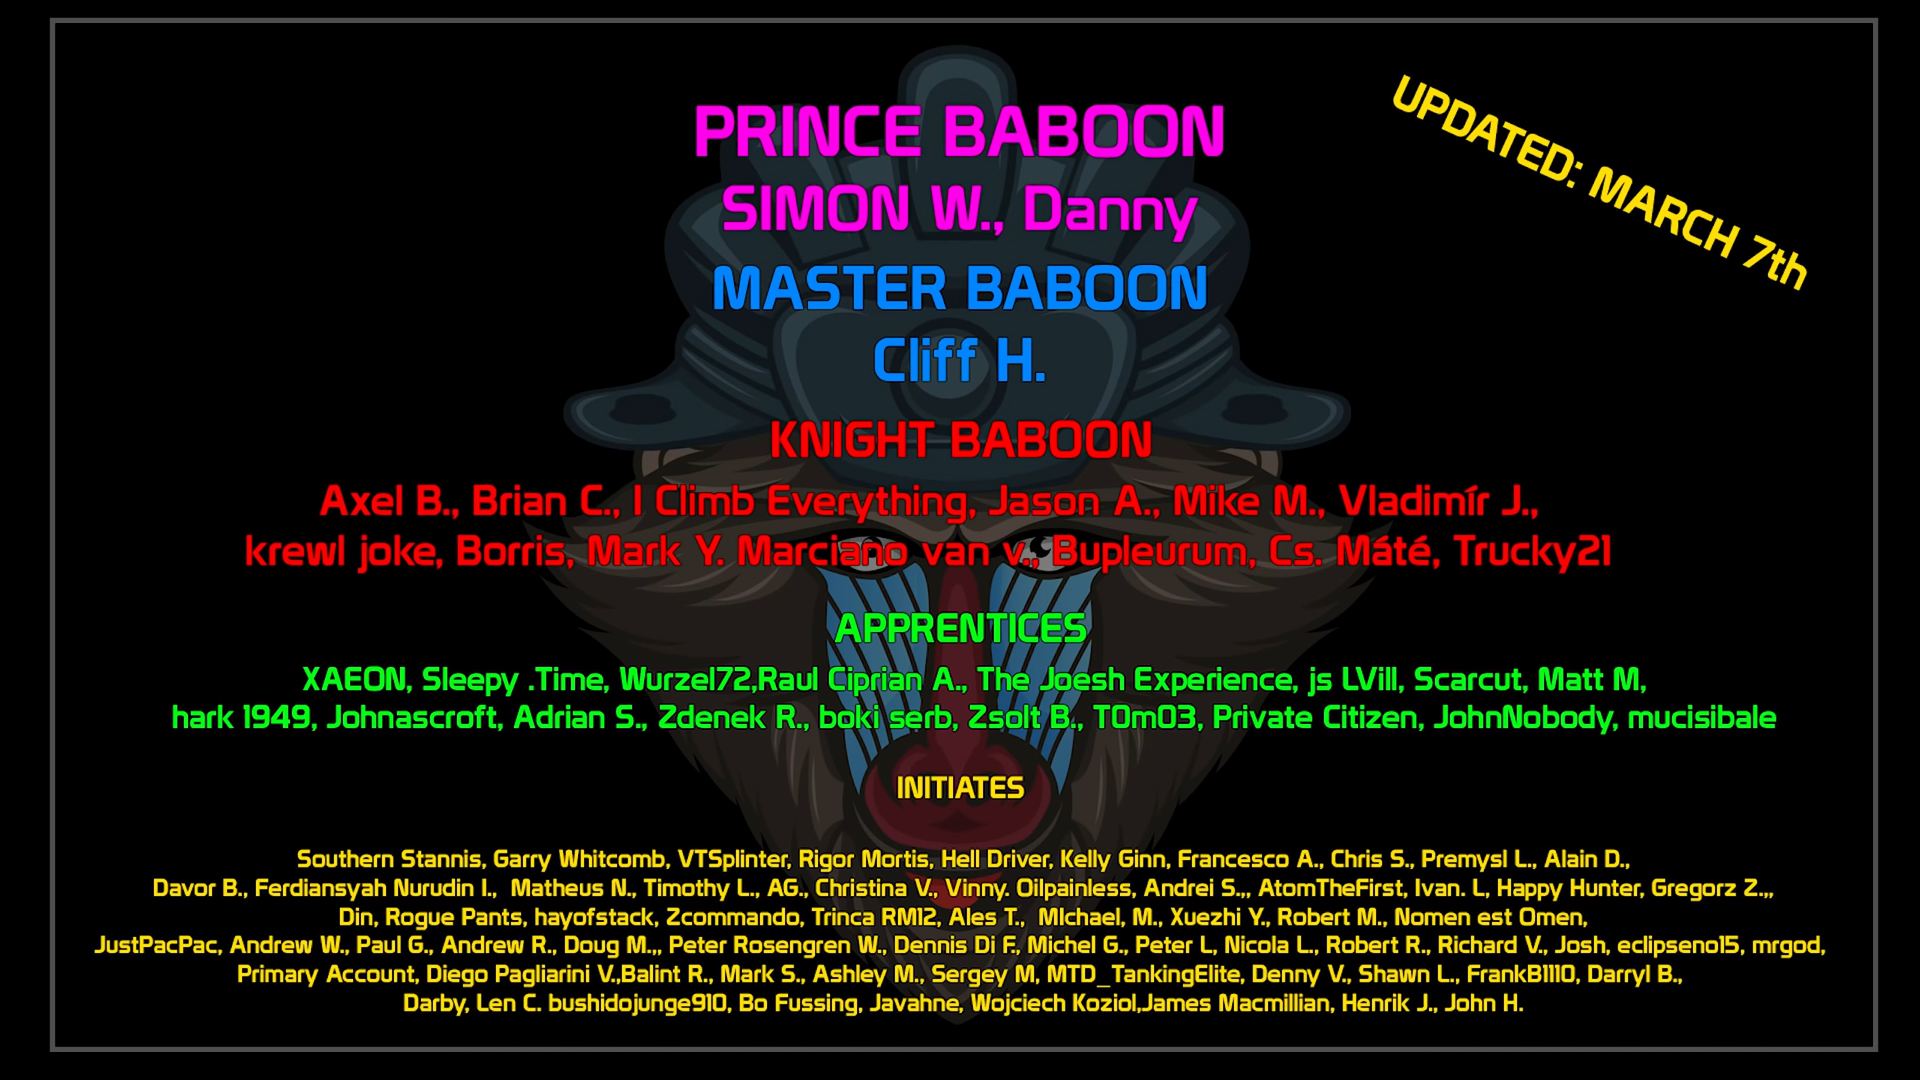 PRINCE BABOON
UPDATED: MARCH 7th
SIMON W., Danny
MASTER BABOON
Cliff H.
KNIGHT BABOON
Axel B., Brian C., I Climb Everything, Jason A., Mike M., Vladimír J.,
krewl joke, Borris, Mark Y. Marciano van v., Bupleurum, Cs. Máté, Trucky21
APPRENTICES
XAEON, Sleepy .Time, Wurzel72,Raul Ciprian A., The Joesh Experience, js LVill, Scarcut, Matt M,
hark 1949, Johnascroft, Adrian S., Zdenek R., boki serb, Zsolt B., T0m03, Private Citizen, JohnNobody, mucisibale
INITIATES
Southern Stannis, Garry Whitcomb, VTSplinter, Rigor Mortis, Hell Driver, Kelly Ginn, Francesco A., Chris S., Premysl L., Alain D.,
Davor B., Ferdiansyah Nurudin I., Matheus N., Timothy L., AG., Christina V., Vinny. Oilpainless, Andrei S.,, AtomTheFirst, Ivan. L, Happy Hunter, Gregorz Z.,,
Din, Rogue Pants, hayofstack, Zcommando, Trinca RM12, Ales T., MIchael, M., Xuezhi Y., Robert M., Nomen est Omen,
JustPacPac, Andrew W., Paul G., Andrew R., Doug M.,, Peter Rosengren W., Dennis Di F., Michel G., Peter L, Nicola L., Robert R., Richard V., Josh, eclipseno15, mrgod,
Primary Account, Diego Pagliarini V.,Balint R., Mark S., Ashley M., Sergey M, MTD_TankingElite, Denny V., Shawn L., FrankB1110, Darryl B.,
Darby, Len C. bushidojunge910, Bo Fussing, Javahne, Wojciech Koziol,James Macmillian, Henrik J., John H.